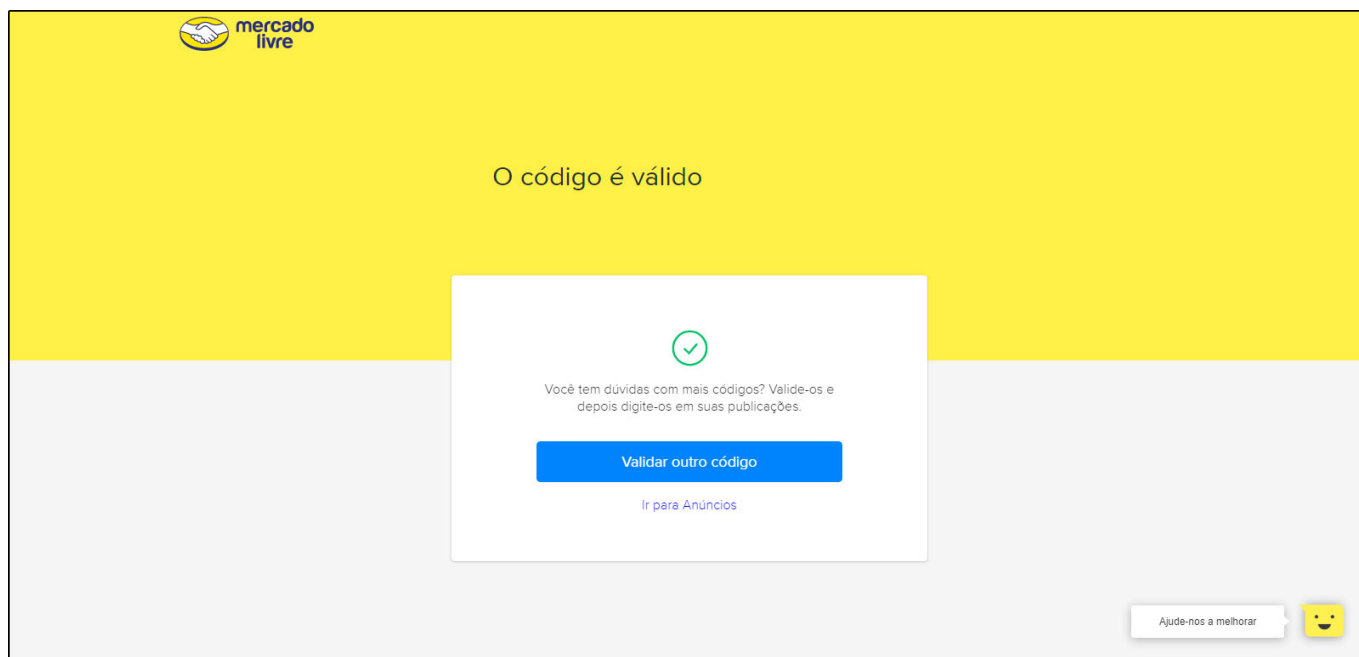 mercado
livre
O código é válido
Você tem dúvidas com mais códigos? Valide-os e
depois digite-os em suas publicações.
Validar outro código
Ir para Anúncios
Ajude-nos a melhorar